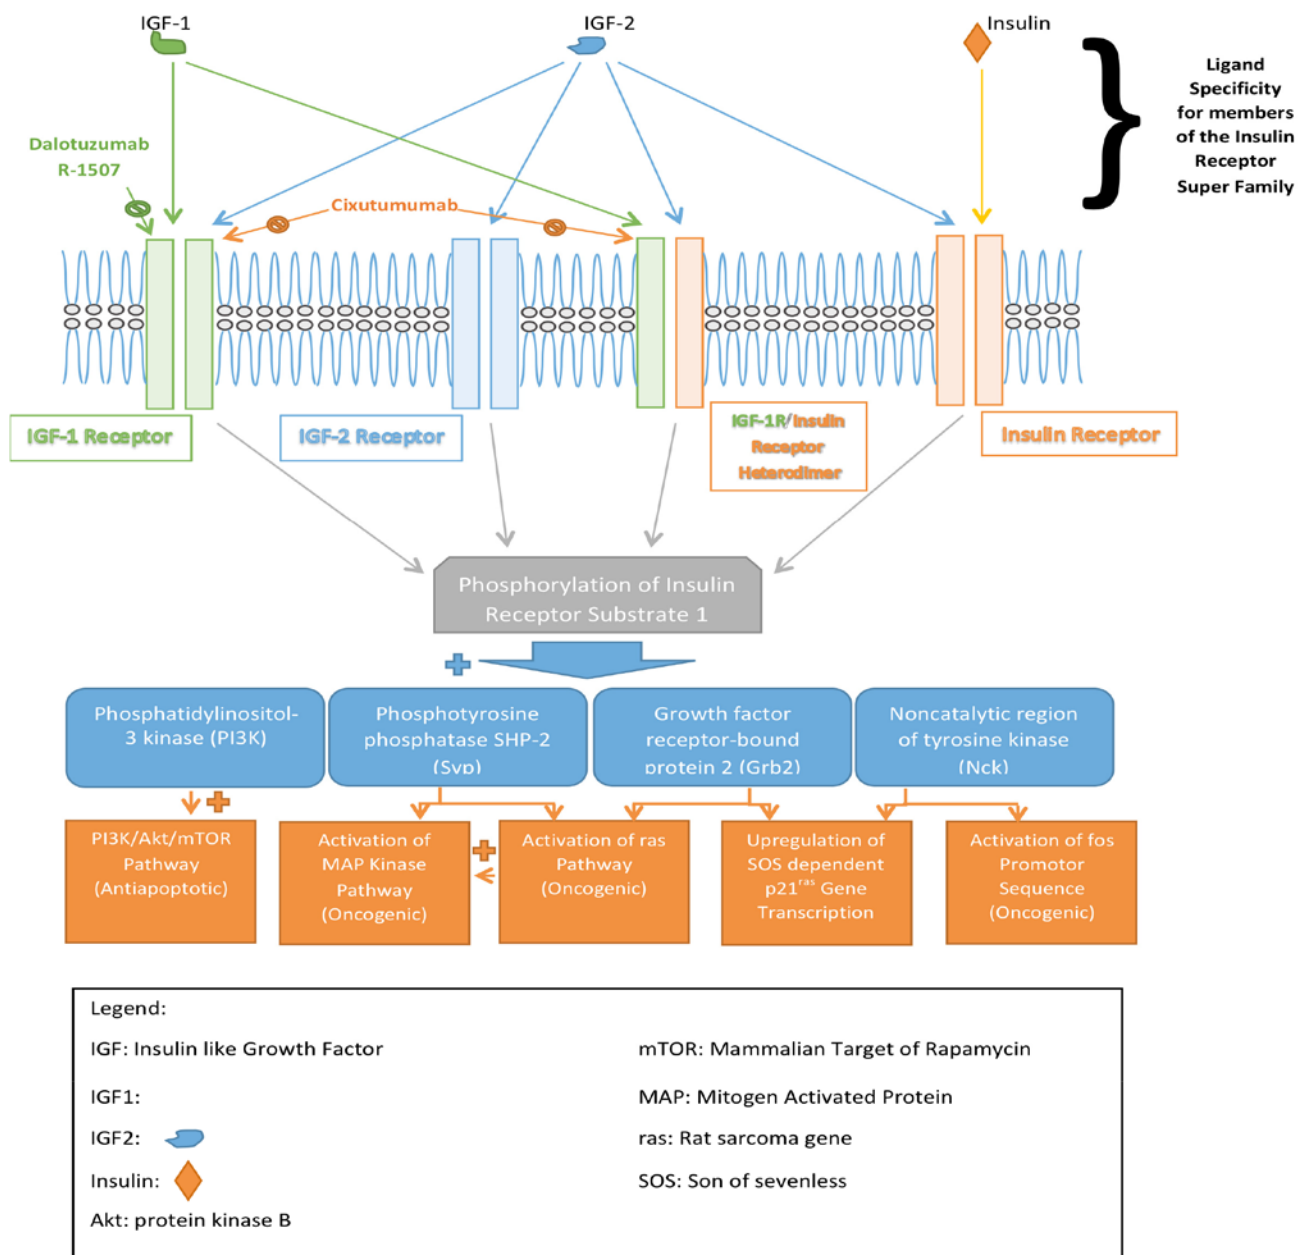 IGF-1
IGF-2
Insulin
Ligand
Specificity
for members
of the Insulin
Receptor
Super Family
Dalotuzumab
R-1507
Cixutumumab
IGF-1 Receptor
IGF-2 Receptor
IGF-1R/Insulin
Receptor
Heterodimer
Insulin Receptor
Phosphorylation of Insulin
Receptor Substrate 1
Phosphatidylinositol-
3 kinase (PI3K)
Phosphotyrosine
phosphatase SHP-2
(Syp)
Growth factor
receptor-bound
protein 2 (Grb2)
Noncatalytic region
of tyrosine kinase
(Nck)
PI3K/Akt/mTOR
Pathway
(Antiapoptotic)
Activation of
MAP Kinase
Pathway
(Oncogenic)
Activation of ras
Pathway
(Oncogenic)
Upregulation of
SOS dependent
p21ras Gene
Transcription
Activation of fos
Promotor
Sequence
(Oncogenic)
Legend:
IGF: Insulin like Growth Factor
IGF1:
IGF2:
Insulin:
Akt: protein kinase B
mTOR: Mammalian Target of Rapamycin
MAP: Mitogen Activated Protein
ras: Rat sarcoma gene
SOS: Son of sevenless